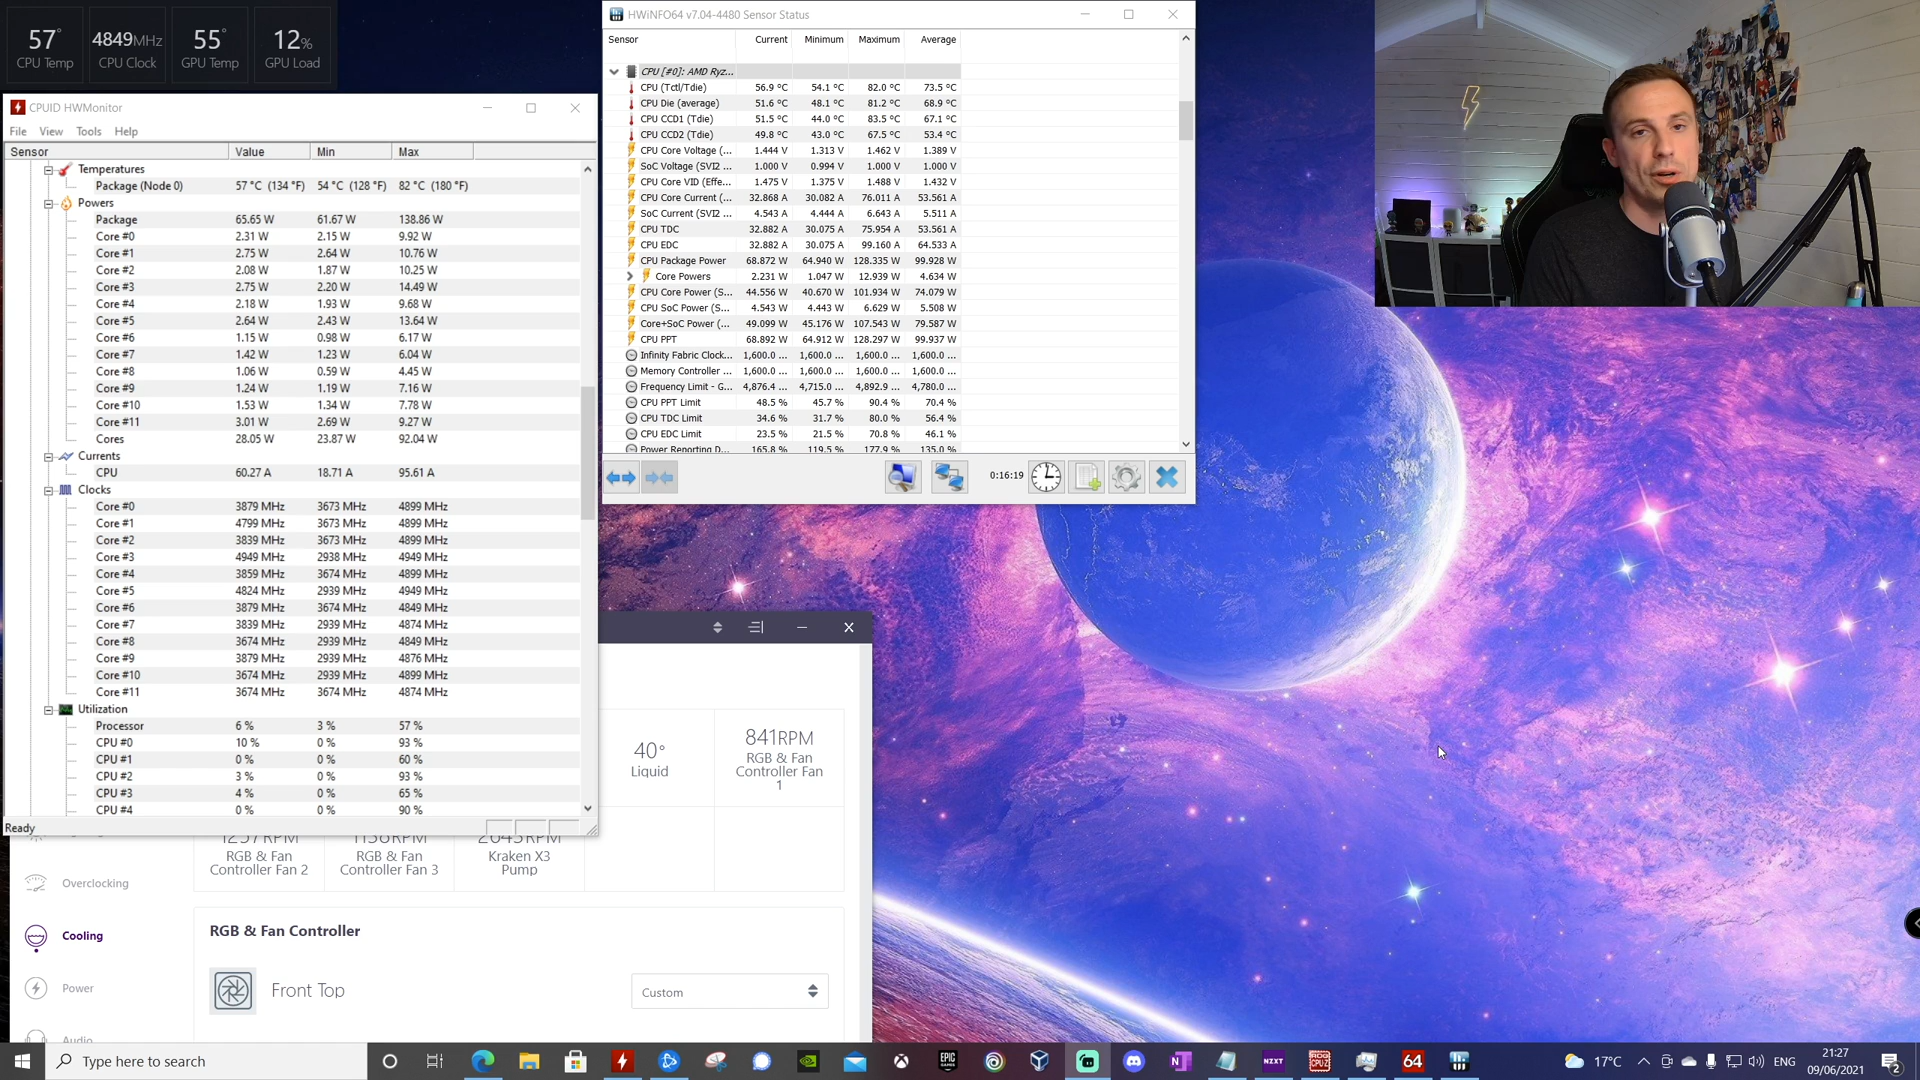 57° 4849MHz 55° 12%
CPU Temp CPU Clock GPU Temp GPU Load
CPUID HWMonitor
File View Tools Help
Sensor Value Min Max
Temperatures
Package (Node 0) 57 °C (134 °F) 54 °C (128 °F) 82 °C (180 °F)
Powers
Package 65.65 W 61.67 W 138.86 W
Core #0 2.31 W 2.15 W 9.92 W
Core #1 2.75 W 2.64 W 10.76 W
Core #2 2.08 W 1.87 W 10.25 W
Core #3 2.75 W 2.20 W 14.49 W
Core #4 2.18 W 1.93 W 9.68 W
Core #5 2.64 W 2.43 W 13.64 W
Core #6 1.15 W 0.98 W 6.17 W
Core #7 1.42 W 1.23 W 6.04 W
Core #8 1.06 W 0.59 W 4.45 W
Core #9 1.24 W 1.19 W 7.16 W
Core #10 1.53 W 1.34 W 7.78 W
Core #11 3.01 W 2.69 W 9.27 W
Cores 28.05 W 23.87 W 92.04 W
Currents
CPU 60.27 A 18.71 A 95.61 A
Clocks
Core #0 3879 MHz 3673 MHz 4899 MHz
Core #1 4799 MHz 3673 MHz 4899 MHz
Core #2 3839 MHz 3673 MHz 4899 MHz
Core #3 4949 MHz 2938 MHz 4949 MHz
Core #4 3859 MHz 3674 MHz 4899 MHz
Core #5 4824 MHz 2939 MHz 4949 MHz
Core #6 3879 MHz 3674 MHz 4849 MHz
Core #7 3839 MHz 2939 MHz 4874 MHz
Core #8 3674 MHz 2939 MHz 4849 MHz
Core #9 3879 MHz 2939 MHz 4876 MHz
Core #10 3674 MHz 2939 MHz 4899 MHz
Core #11 3674 MHz 3674 MHz 4874 MHz
Utilization
Processor 6 % 3 % 57 %
CPU #0 10 % 0 % 93 %
CPU #1 0 % 0 % 60 %
CPU #2 3 % 0 % 93 %
CPU #3 4 % 0 % 65 %
CPU #4 0 % 0 % 90 %
Ready
HWiNFO64 v7.04-4480 Sensor Status
Sensor Current Minimum Maximum Average
CPU [#0]: AMD Ryz...
CPU (Tctl/Tdie) 56.9 °C 54.1 °C 82.0 °C 73.5 °C
CPU Die (average) 51.6 °C 48.1 °C 81.2 °C 68.9 °C
CPU CCD1 (Tdie) 51.5 °C 44.0 °C 83.5 °C 67.1 °C
CPU CCD2 (Tdie) 49.8 °C 43.0 °C 67.5 °C 53.4 °C
CPU Core Voltage (... 1.444 V 1.313 V 1.462 V 1.389 V
SoC Voltage (SVI2 ... 1.000 V 0.994 V 1.000 V 1.000 V
CPU Core VID (Effe... 1.475 V 1.375 V 1.488 V 1.432 V
CPU Core Current (... 32.868 A 30.082 A 76.011 A 53.561 A
SoC Current (SVI2 ... 4.543 A 4.444 A 6.643 A 5.511 A
CPU TDC 32.882 A 30.075 A 75.954 A 53.561 A
CPU EDC 32.882 A 30.075 A 99.160 A 64.533 A
CPU Package Power 68.872 W 64.940 W 128.335 W 99.928 W
Core Powers 2.231 W 1.047 W 12.939 W 4.634 W
CPU Core Power (S... 44.556 W 40.670 W 101.934 W 74.079 W
CPU SoC Power (S... 4.543 W 4.443 W 6.629 W 5.508 W
Core+SoC Power (... 49.099 W 45.176 W 107.543 W 79.587 W
CPU PPT 68.892 W 64.912 W 128.297 W 99.937 W
Infinity Fabric Clock... 1,600.0 ... 1,600.0 ... 1,600.0 ... 1,600.0 ...
Memory Controller ... 1,600.0 ... 1,600.0 ... 1,600.0 ... 1,600.0 ...
Frequency Limit - G... 4,876.4 ... 4,715.0 ... 4,892.9 ... 4,780.0 ...
CPU PPT Limit 48.5 % 45.7 % 90.4 % 70.4 %
CPU TDC Limit 34.6 % 31.7 % 80.0 % 56.4 %
CPU EDC Limit 23.5 % 21.5 % 70.8 % 46.1 %
Power Reporting D... 165.8 % 119.5 % 177.9 % 135.0 %
0:16:19
40° 841RPM
Liquid RGB & Fan
Controller Fan
1
1257RPM 1158RPM 2645RPM
RGB & Fan RGB & Fan Kraken X3
Controller Fan 2 Controller Fan 3 Pump
Overclocking
Cooling
Power
Audio
RGB & Fan Controller
Front Top Custom
Type here to search
EPIC GAMES
NZXT
CPU-Z
64
17°C ENG 21:27
09/06/2021
2